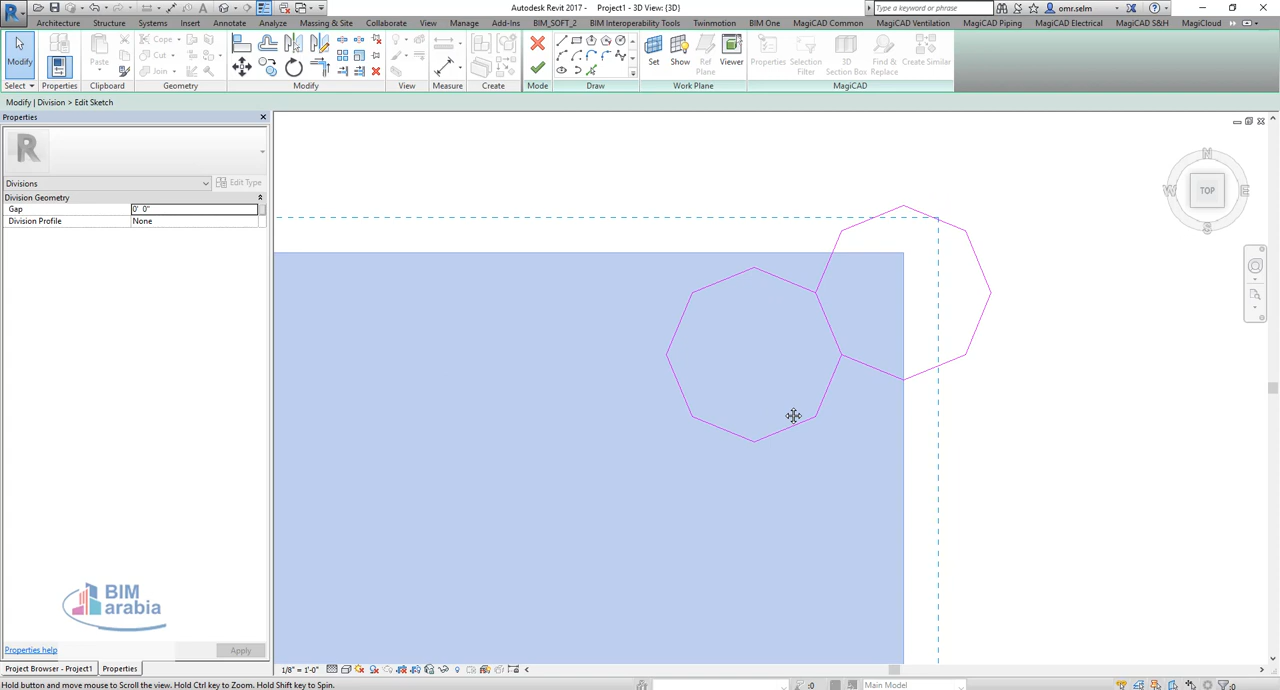 Autodesk Revit 2017 -     Project1 - 3D View: {3D}
Type a keyword or phrase
omr.selm
Architecture Structure Systems Insert Annotate Analyze Massing & Site Collaborate View Manage Add-Ins BIM_SOFT_2 BIM Interoperability Tools Twinmotion BIM One MagiCAD Common MagiCAD Ventilation MagiCAD Piping MagiCAD Electrical MagiCAD S&H MagiCloud
Modify
Paste
Cope
Cut
Join
Set
Show
Ref
Plane
Viewer
Properties
Selection
Filter
3D
Section Box
Find &
Replace
Create Similar
Select Properties Clipboard Geometry Modify View Measure Create Mode Draw Work Plane MagiCAD
Modify | Division > Edit Sketch
Properties
R
Divisions
Edit Type
Division Geometry
Gap 0'  0"
Division Profile None
N
W TOP E
S
BIM
arabia
Properties help
Apply
Project Browser - Project1 Properties
1/8" = 1'-0"
Hold button and move mouse to Scroll the view. Hold Ctrl key to Zoom. Hold Shift key to Spin.
:0
Main Model
:0